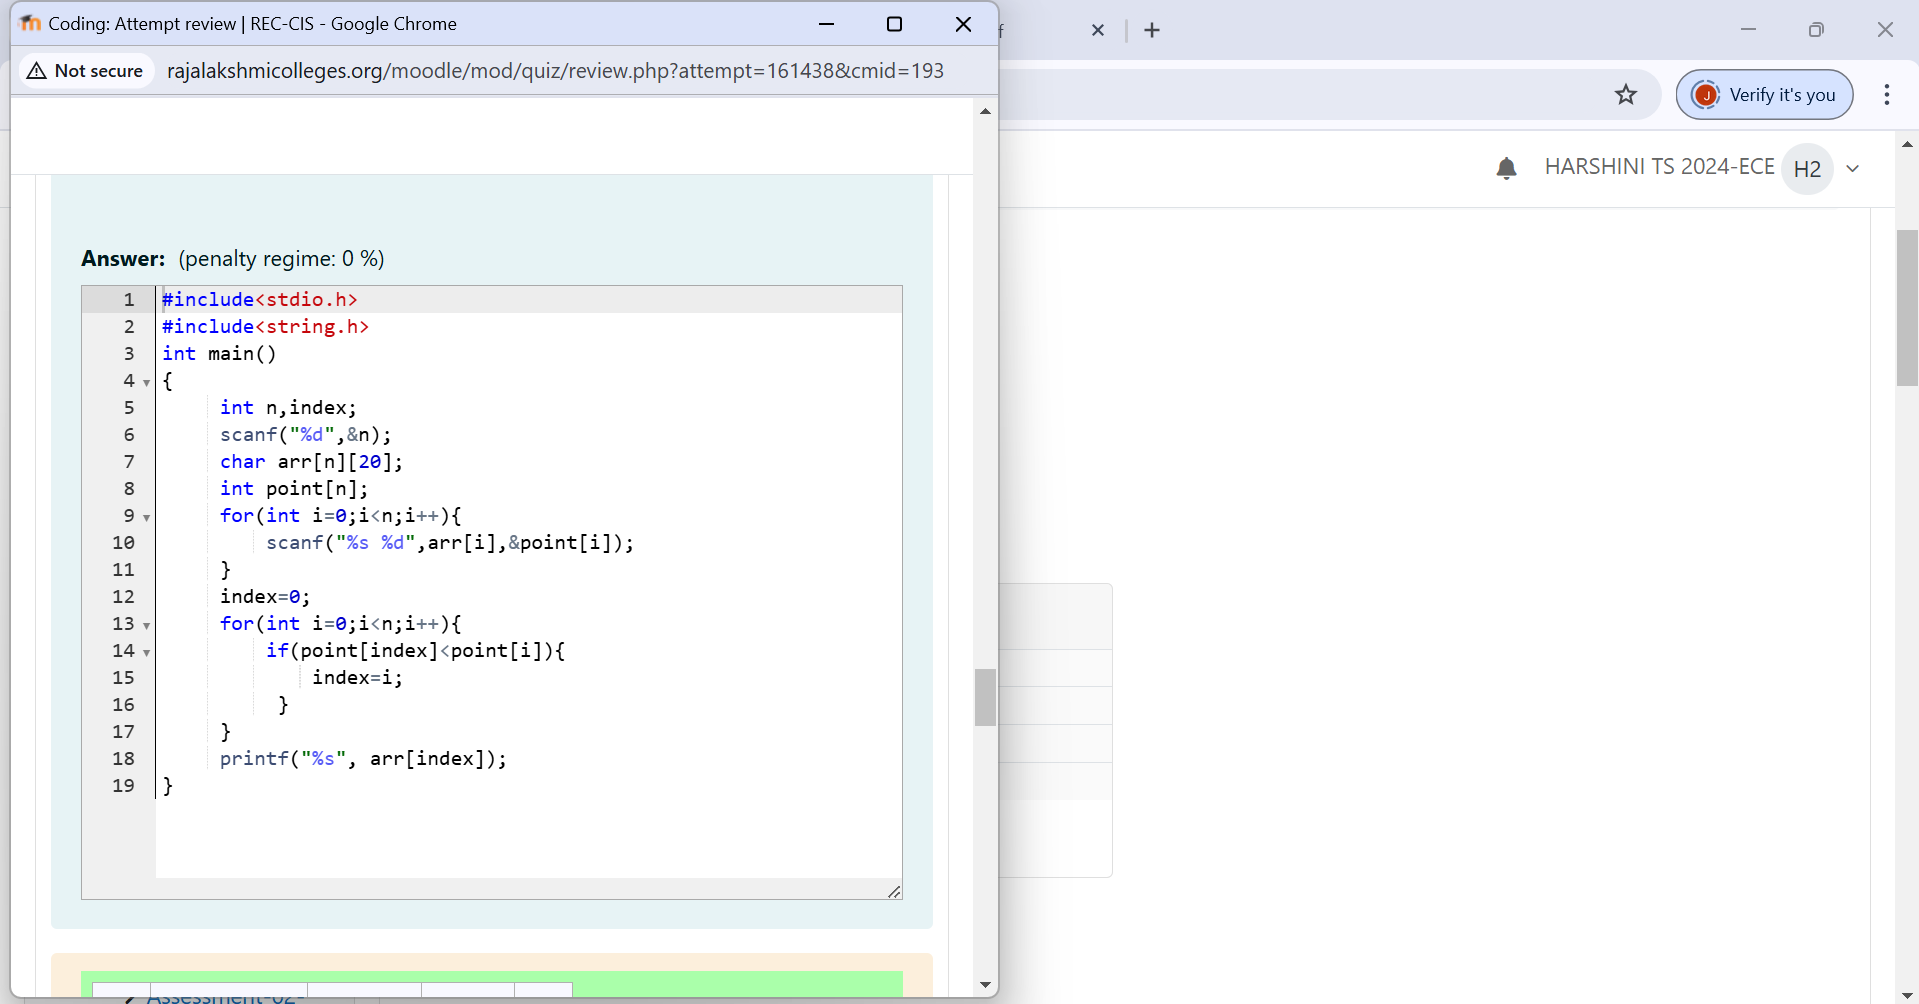 Coding: Attempt review | REC-CIS - Google Chrome
Not secure
rajalakshmicolleges.org/moodle/mod/quiz/review.php?attempt=161438&cmid=193
Verify it's you
HARSHINI TS 2024-ECE
H2
Answer: (penalty regime: 0 %)
1 #include<stdio.h>
2 #include<string.h>
3 int main()
4 {
5 int n,index;
6 scanf("%d",&n);
7 char arr[n][20];
8 int point[n];
9 for(int i=0;i<n;i++){
10 scanf("%s %d",arr[i],&point[i]);
11 }
12 index=0;
13 for(int i=0;i<n;i++){
14 if(point[index]<point[i]){
15 index=i;
16 }
17 }
18 printf("%s", arr[index]);
19 }
Assessment-02-